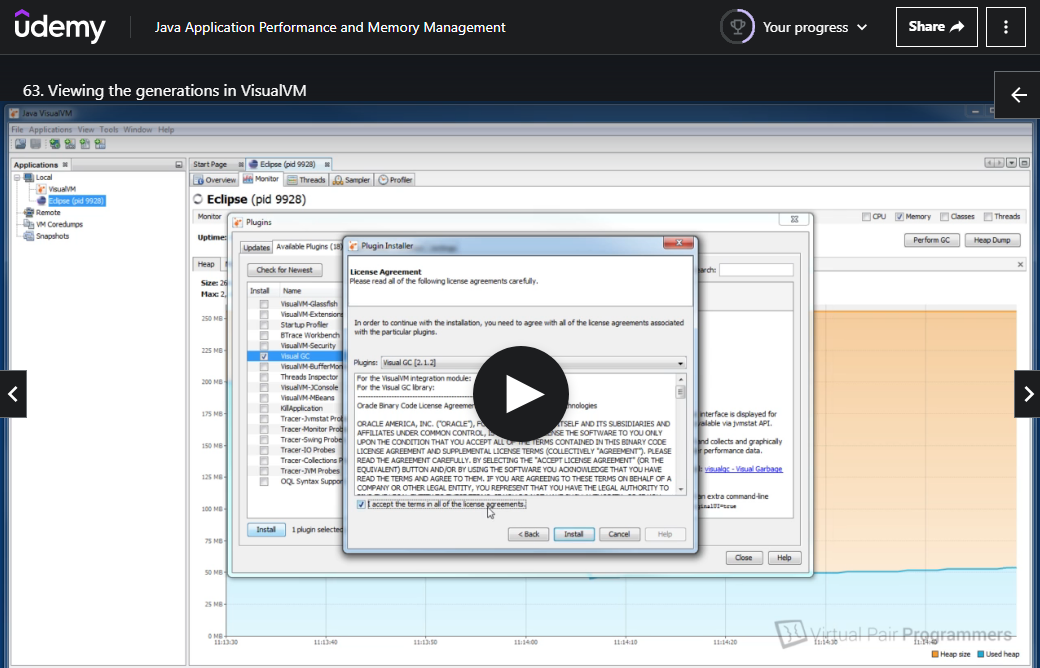 udemy
Java Application Performance and Memory Management
Your progress
Share
63. Viewing the generations in VisualVM
Java VisualVM
File Applications View Tools Window Help
Applications
Local
VisualVM
Eclipse (pid 9928)
Remote
VM Coredumps
Snapshots
Start Page
Eclipse (pid 9928)
Overview
Monitor
Threads
Sampler
Profiler
Eclipse (pid 9928)
Monitor
CPU
Memory
Classes
Threads
Uptime:
Perform GC
Heap Dump
Heap
Size: 26
Max: 2,
250 MB
225 MB
200 MB
175 MB
150 MB
125 MB
100 MB
75 MB
50 MB
25 MB
0 MB
11:13:30
11:13:40
11:13:50
11:14:00
11:14:10
11:14:20
11:14:30
11:14:40
Heap size
Used heap
Plugins
Updates
Available Plugins (18)
Check for Newest
Install
Name
VisualVM-Glassfish
VisualVM-Extensions
Startup Profiler
BTrace Workbench
VisualVM-Security
Visual GC
VisualVM-BufferMon
Threads Inspector
VisualVM-JConsole
VisualVM-MBeans
KillApplication
Tracer-Jvmstat Prob
Tracer-Monitor Prob
Tracer-Swing Probe
Tracer-IO Probes
Tracer-Collections P
Tracer-JVM Probes
OQL Syntax Suppor
Install
1 plugin selected
interface is displayed for
available via jvmstat API.
and collects and graphically
performance data.
visualgc - Visual Garbage
an extra command-line
Close
Help
Plugin Installer
License Agreement
Please read all of the following license agreements carefully.
In order to continue with the installation, you need to agree with all of the license agreements associated
with the particular plugins.
Plugins:
Visual GC [2.1.2]
For the VisualVM integration module:
For the Visual GC library:
Oracle Binary Code License Agreement
ORACLE AMERICA, INC. ("ORACLE"), ITSELF AND ITS SUBSIDIARIES AND
AFFILIATES UNDER COMMON CONTROL, THE SOFTWARE TO YOU ONLY
UPON THE CONDITION THAT YOU ACCEPT ALL OF THE TERMS CONTAINED IN THIS BINARY CODE
LICENSE AGREEMENT AND SUPPLEMENTAL LICENSE TERMS (COLLECTIVELY "AGREEMENT"). PLEASE
READ THE AGREEMENT CAREFULLY. BY SELECTING THE "ACCEPT LICENSE AGREEMENT" (OR THE
EQUIVALENT) BUTTON AND/OR BY USING THE SOFTWARE YOU ACKNOWLEDGE THAT YOU HAVE
READ THE TERMS AND AGREE TO THEM. IF YOU ARE AGREEING TO THESE TERMS ON BEHALF OF A
COMPANY OR OTHER LEGAL ENTITY, YOU REPRESENT THAT YOU HAVE THE LEGAL AUTHORITY TO
I accept the terms in all of the license agreements.
< Back
Install
Cancel
Help
Virtual Pair Programmers